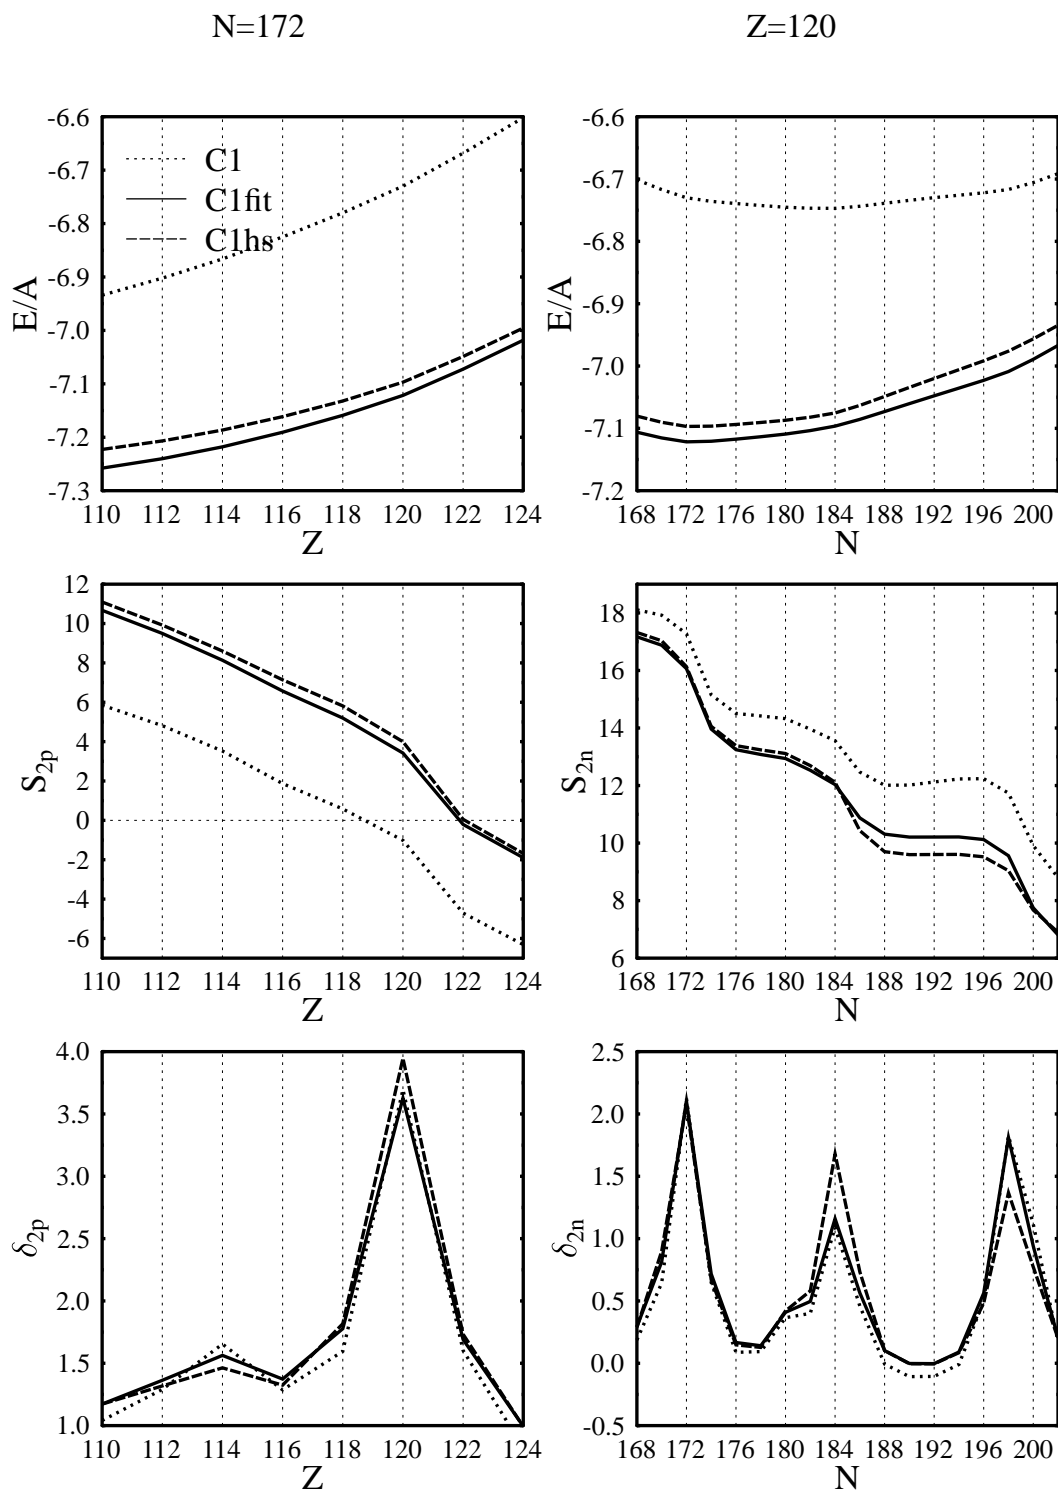 N=172
Z=120
-6.6
-6.7
-6.8
-6.9
-7.0
-7.1
-7.2
-7.3
E/A
C1
C1fit
C1hs
110 112 114 116 118 120 122 124
Z
-6.6
-6.7
-6.8
-6.9
-7.0
-7.1
-7.2
E/A
168 172 176 180 184 188 192 196 200
N
12
10
8
6
4
2
0
-2
-4
-6
S2p
110 112 114 116 118 120 122 124
Z
18
16
14
12
10
8
6
S2n
168 172 176 180 184 188 192 196 200
N
4.0
3.5
3.0
2.5
2.0
1.5
1.0
δ2p
110 112 114 116 118 120 122 124
Z
2.5
2.0
1.5
1.0
0.5
0.0
-0.5
δ2n
168 172 176 180 184 188 192 196 200
N